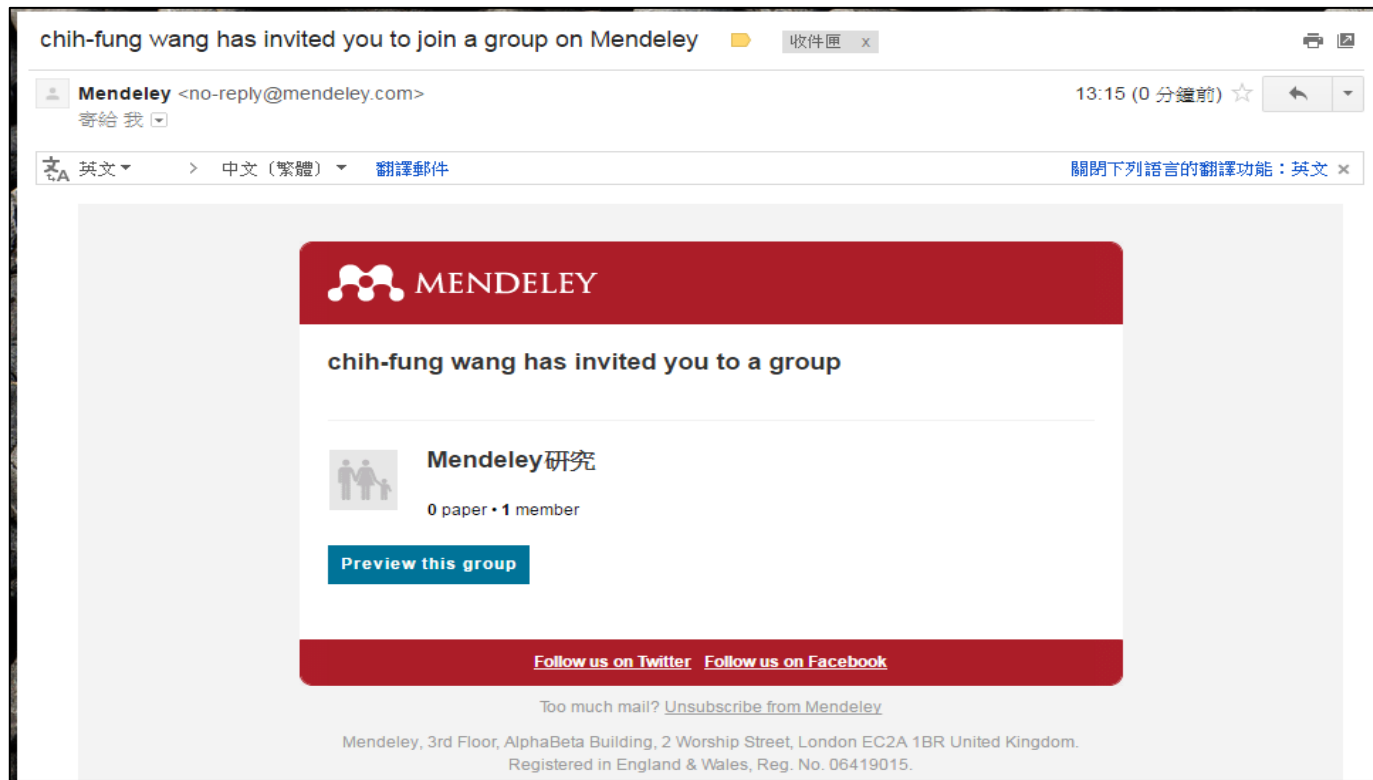 chih-fung wang has invited you to join a group on Mendeley 收件匣 x
Mendeley <no-reply@mendeley.com> 13:15 (0 分鐘前)
寄給 我
文A 英文 > 中文（繁體） 翻譯郵件 關閉下列語言的翻譯功能：英文 ×
MENDELEY
chih-fung wang has invited you to a group
Mendeley研究
0 paper • 1 member
Preview this group
Follow us on Twitter Follow us on Facebook
Too much mail? Unsubscribe from Mendeley
Mendeley, 3rd Floor, AlphaBeta Building, 2 Worship Street, London EC2A 1BR United Kingdom.
Registered in England & Wales, Reg. No. 06419015.